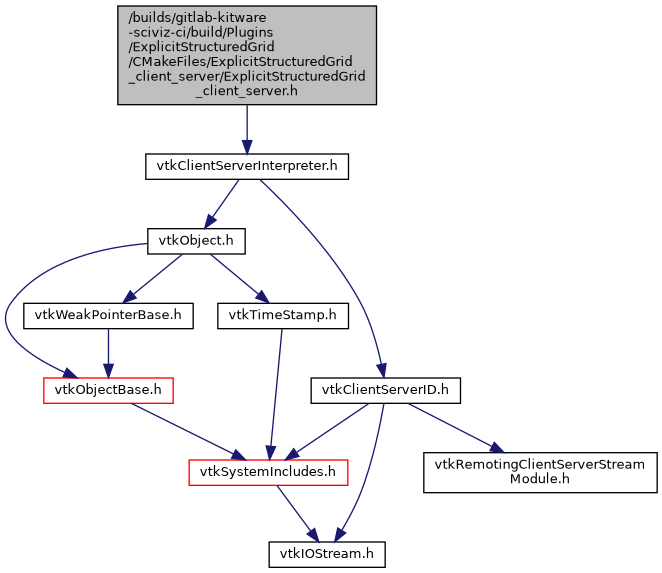 /builds/gitlab-kitware
-sciviz-ci/build/Plugins
/ExplicitStructuredGrid
/CMakeFiles/ExplicitStructuredGrid
_client_server/ExplicitStructuredGrid
_client_server.h
vtkClientServerInterpreter.h
vtkObject.h
vtkWeakPointerBase.h
vtkTimeStamp.h
vtkObjectBase.h
vtkClientServerID.h
vtkSystemIncludes.h
vtkRemotingClientServerStream
Module.h
vtkIOStream.h